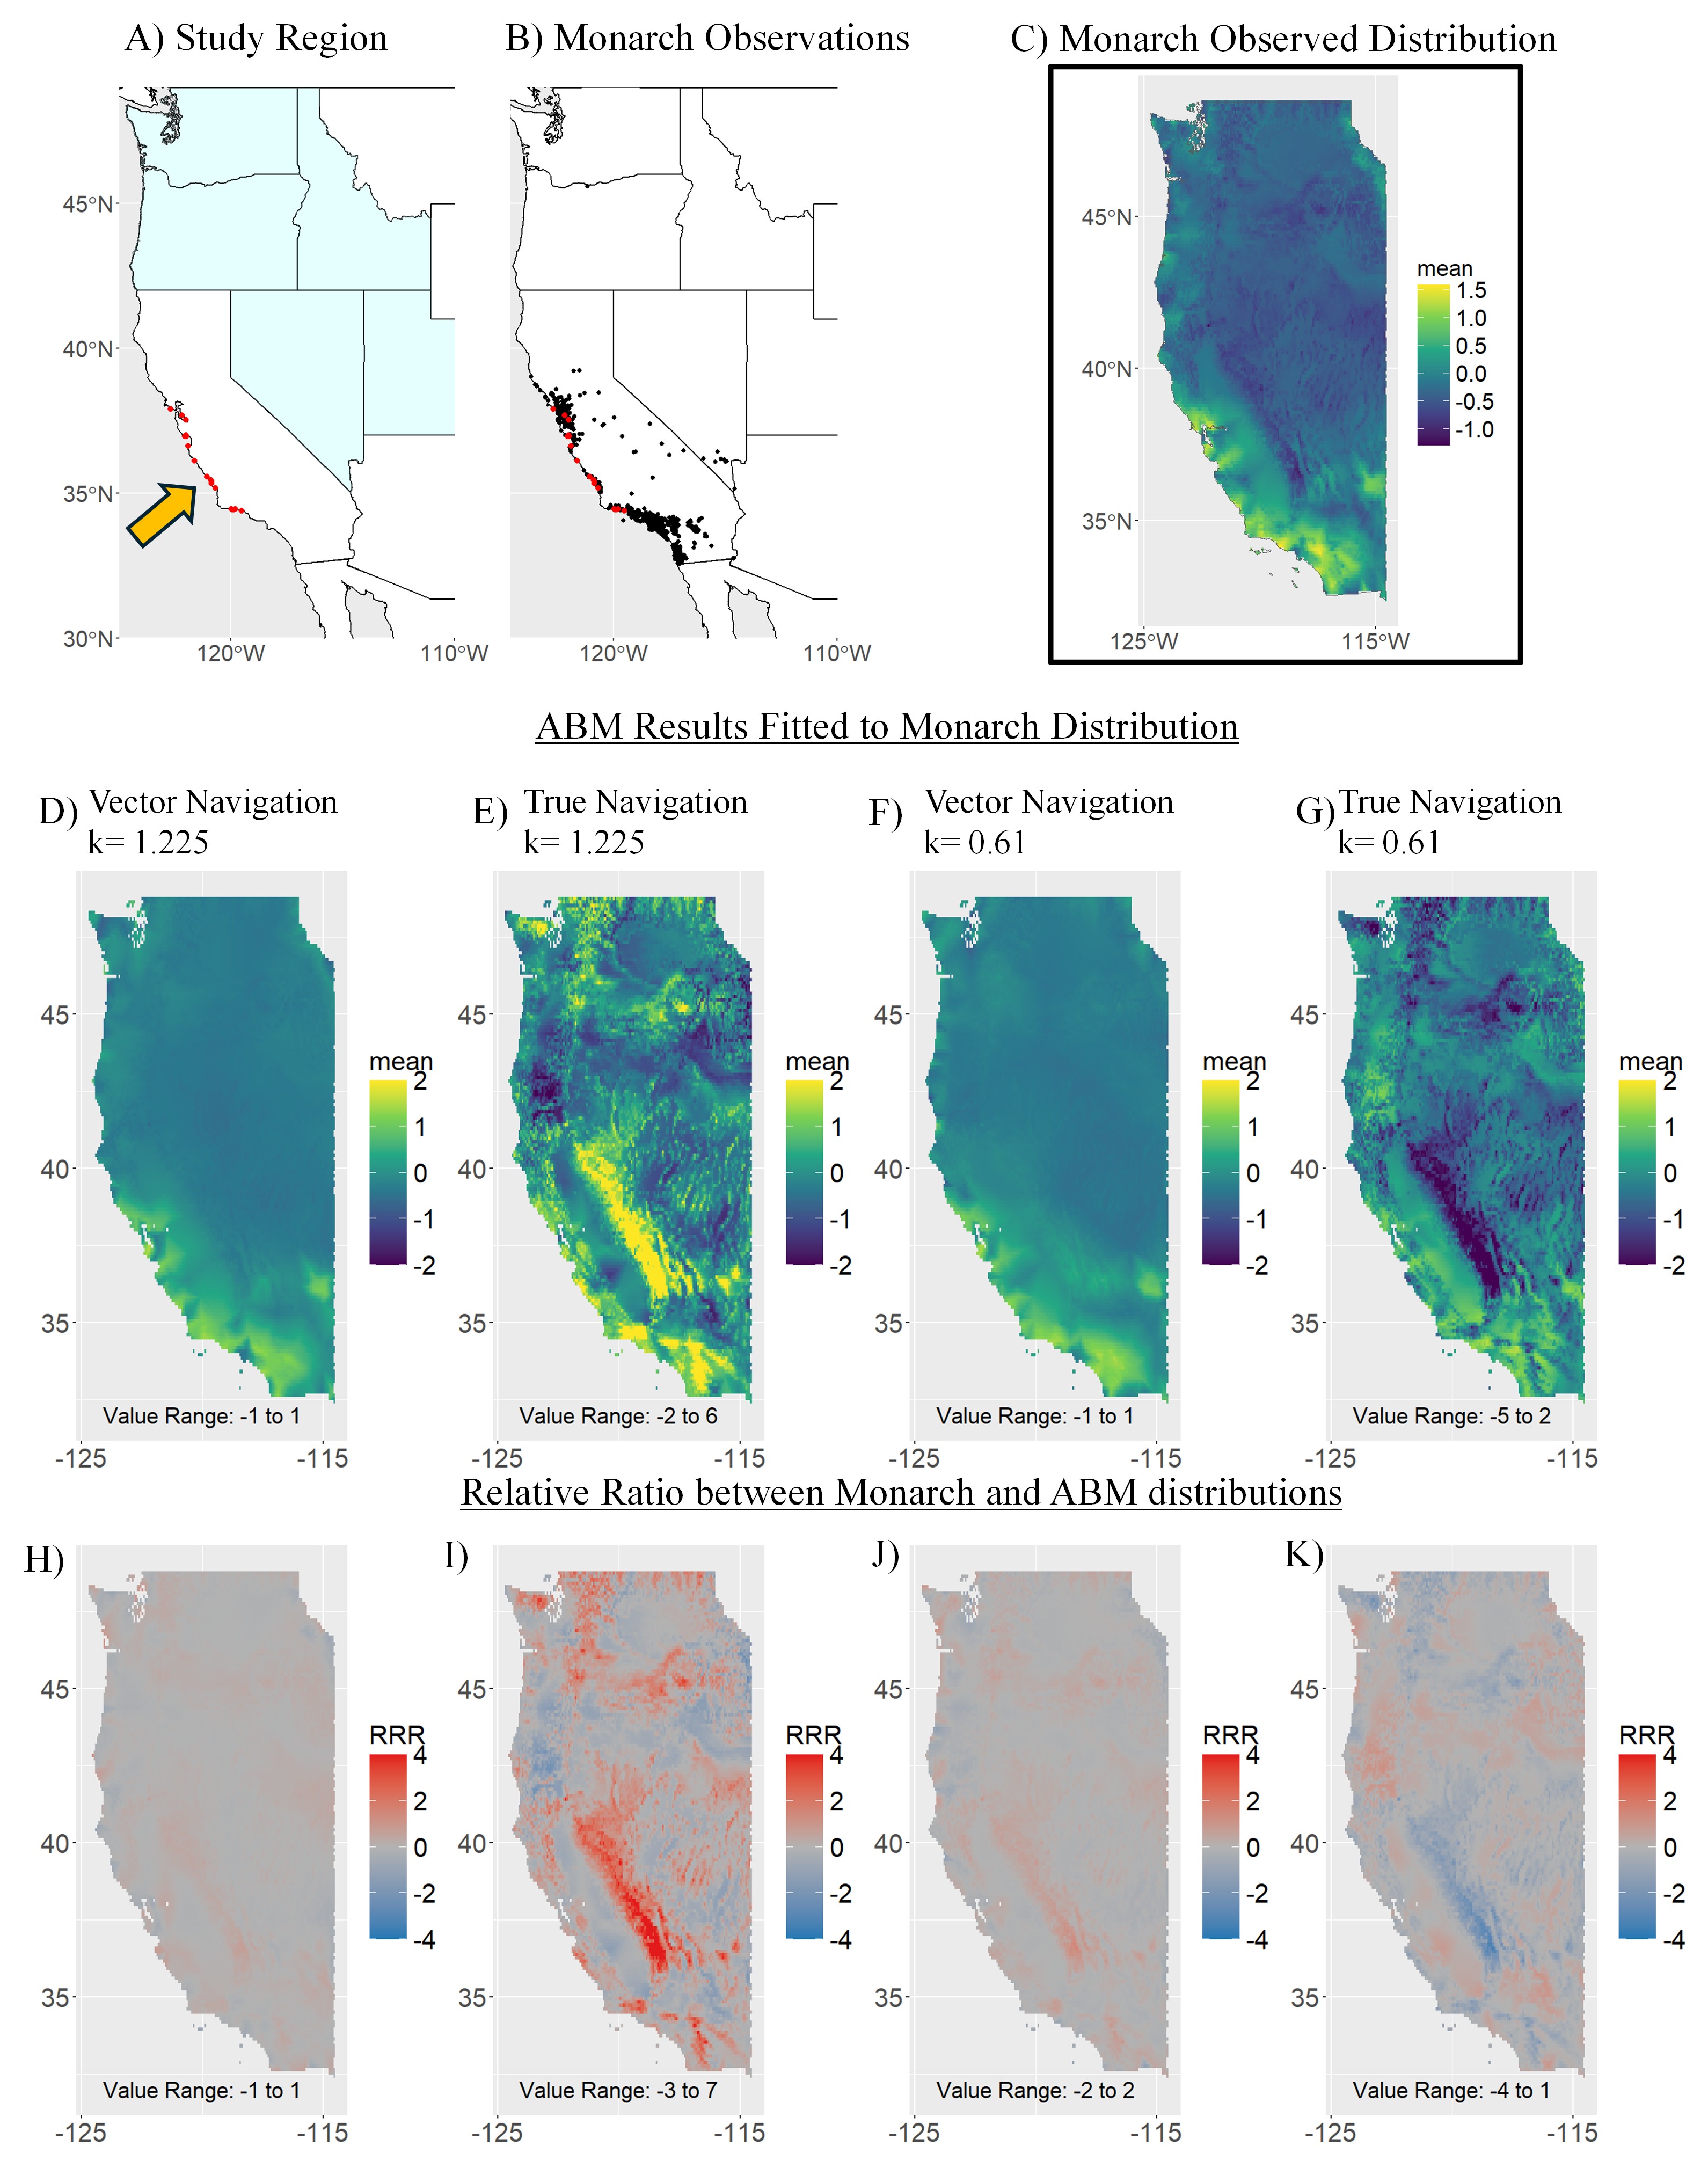 A) Study Region
B) Monarch Observations
C) Monarch Observed Distribution
45°N
40°N
35°N
30°N
120°W
110°W
120°W
110°W
45°N
40°N
35°N
125°W
115°W
mean
1.5
1.0
0.5
0.0
-0.5
-1.0
ABM Results Fitted to Monarch Distribution
D) Vector Navigation
k= 1.225
E) True Navigation
k= 1.225
F) Vector Navigation
k= 0.61
G) True Navigation
k= 0.61
45
40
35
-125
-115
Value Range: -1 to 1
mean
2
1
0
-1
-2
45
40
35
-125
-115
Value Range: -2 to 6
mean
2
1
0
-1
-2
45
40
35
-125
-115
Value Range: -1 to 1
mean
2
1
0
-1
-2
45
40
35
-125
-115
Value Range: -5 to 2
mean
2
1
0
-1
-2
Relative Ratio between Monarch and ABM distributions
H)
45
40
35
-125
-115
Value Range: -1 to 1
RRR
4
2
0
-2
-4
I)
45
40
35
-125
-115
Value Range: -3 to 7
RRR
4
2
0
-2
-4
J)
45
40
35
-125
-115
Value Range: -2 to 2
RRR
4
2
0
-2
-4
K)
45
40
35
-125
-115
Value Range: -4 to 1
RRR
4
2
0
-2
-4